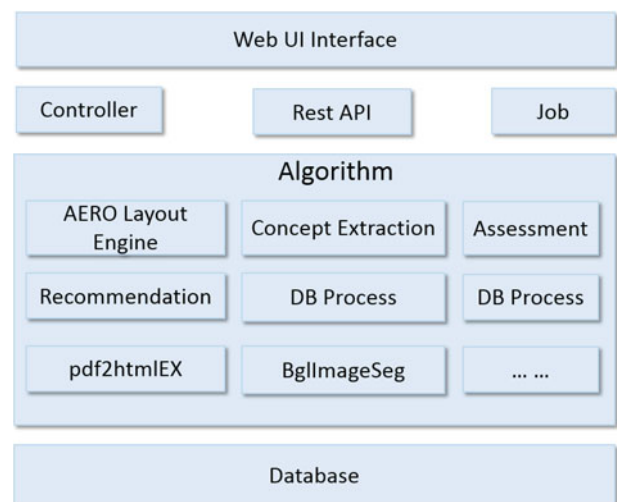 Web UI Interface
Controller
Rest API
Job
Algorithm
AERO Layout
Engine
Concept Extraction
Assessment
Recommendation
DB Process
DB Process
pdf2htmlEX
BglImageSeg
... ...
Database